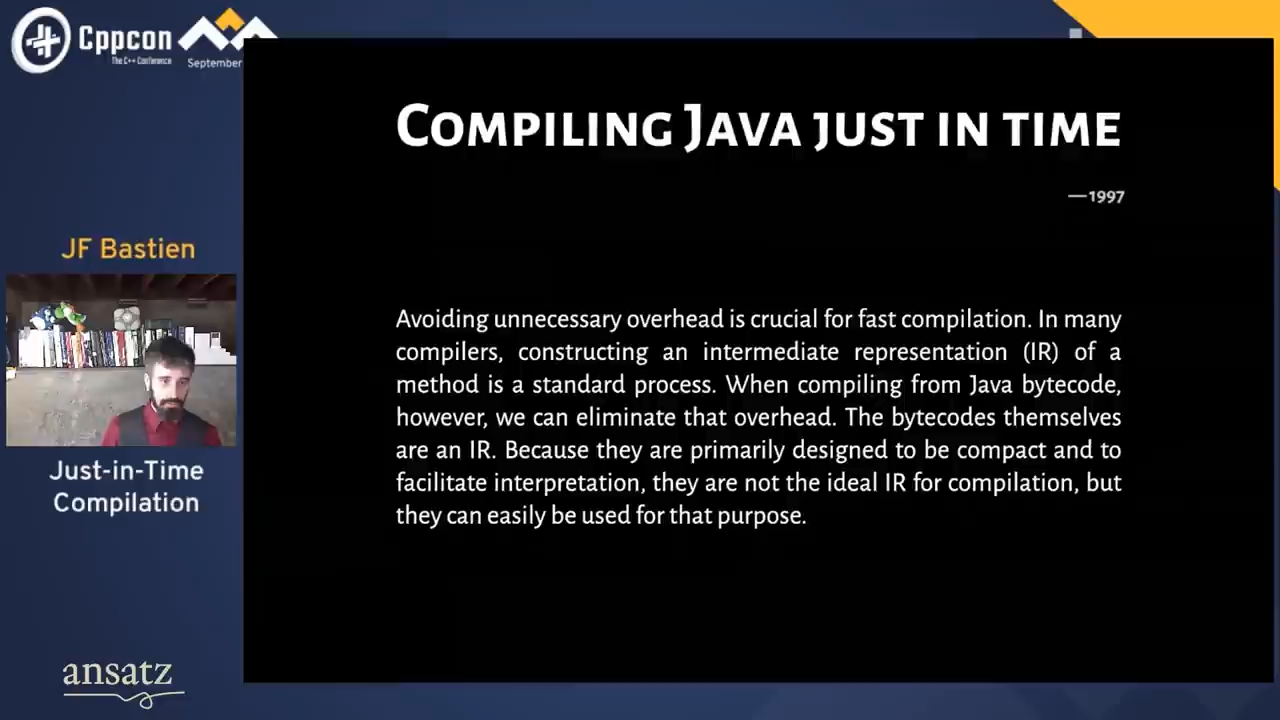 Cppcon
The C++ Conference
September
COMPILING JAVA JUST IN TIME
—1997
JF Bastien
Avoiding unnecessary overhead is crucial for fast compilation. In many
compilers, constructing an intermediate representation (IR) of a
method is a standard process. When compiling from Java bytecode,
however, we can eliminate that overhead. The bytecodes themselves
are an IR. Because they are primarily designed to be compact and to
facilitate interpretation, they are not the ideal IR for compilation, but
they can easily be used for that purpose.
Just-in-Time
Compilation
ansatz